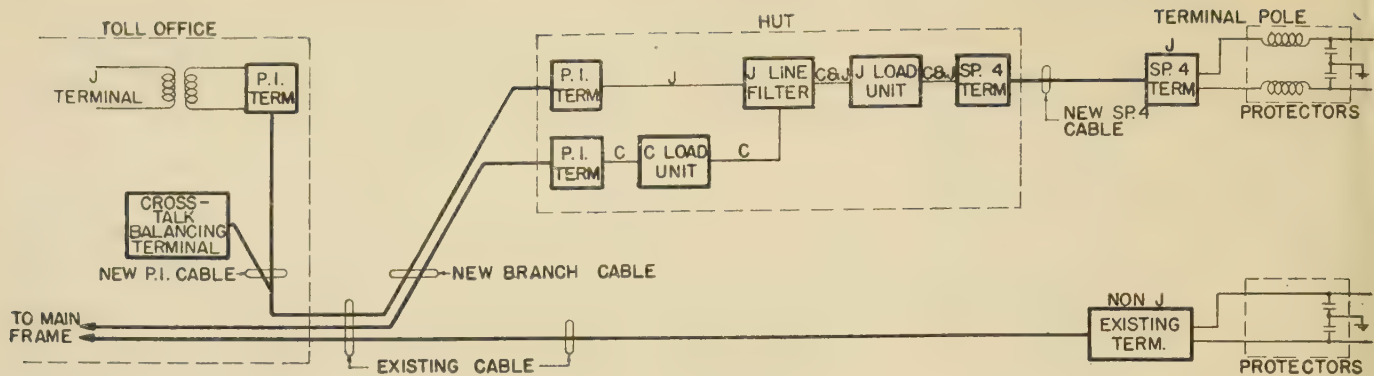 TOLL OFFICE
J
TERMINAL
P.I.
TERM
CROSS-
TALK
BALANCING
TERMINAL
NEW P.I. CABLE
TO MAIN
FRAME
EXISTING CABLE
NEW BRANCH CABLE
HUT
P.I.
TERM
J
J LINE
FILTER
C&J
J LOAD
UNIT
C&J
SP. 4
TERM
P.I.
TERM
C
C LOAD
UNIT
C
NEW SP.4
CABLE
TERMINAL POLE
J
SP. 4
TERM
PROTECTORS
NON J
EXISTING
TERM.
PROTECTORS